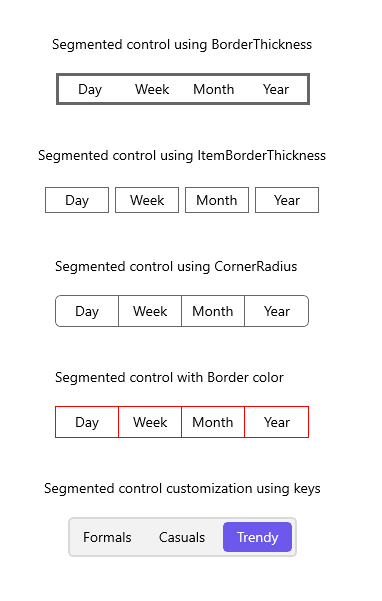 Segmented control using BorderThickness
Day Week Month Year
Segmented control using ItemBorderThickness
Day Week Month Year
Segmented control using CornerRadius
Day Week Month Year
Segmented control with Border color
Day Week Month Year
Segmented control customization using keys
Formals Casuals Trendy